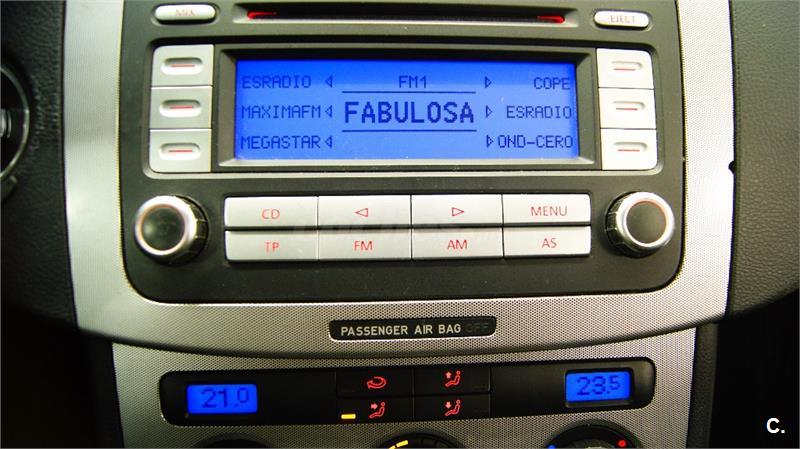 MIX
EJECT
ESRADIO FM1 COPE
MAXIMAFM FABULOSA ESRADIO
MEGASTAR OND-CERO
CD MENU
TP FM AM AS
PASSENGER AIR BAG OFF
21.0 23.5
C.